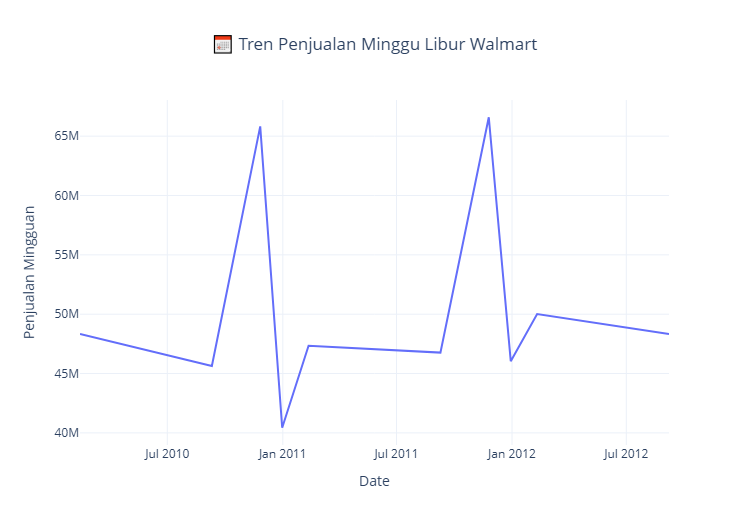 Tren Penjualan Minggu Libur Walmart
65M
60M
55M
50M
45M
40M
Penjualan Mingguan
Jul 2010
Jan 2011
Jul 2011
Jan 2012
Jul 2012
Date